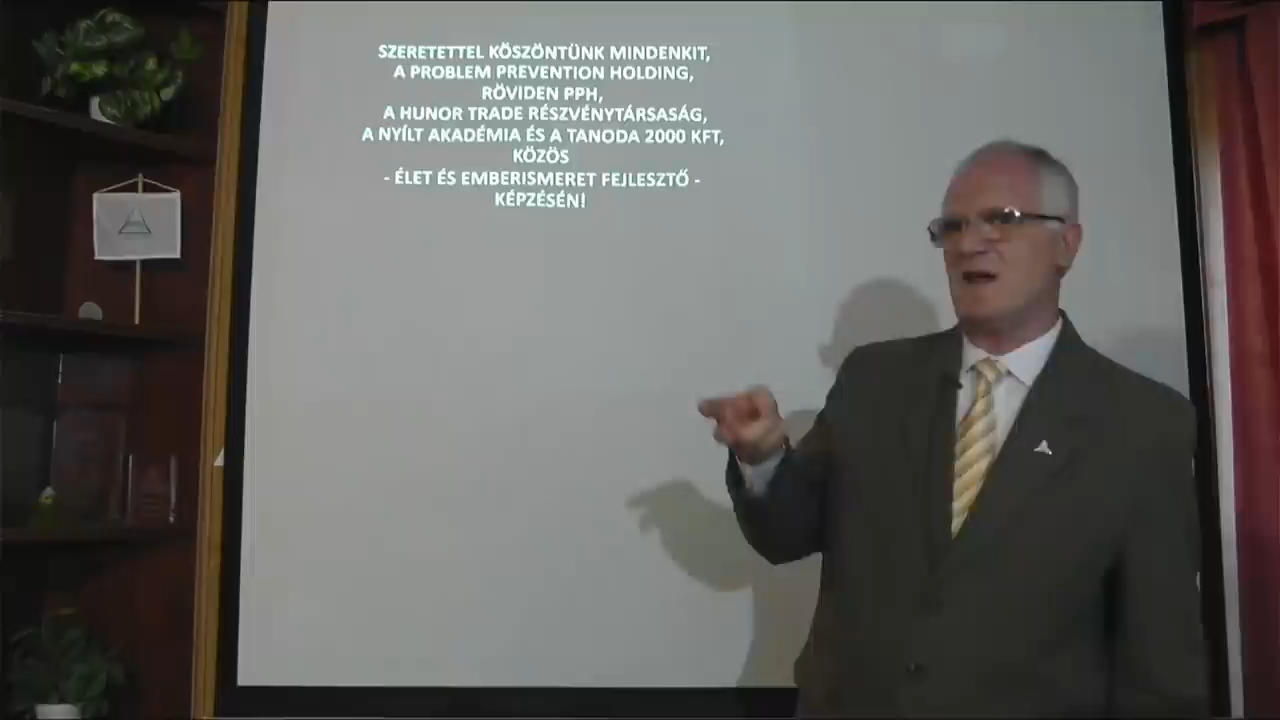 SZERETETTEL KÖSZÖNTÜNK MINDENKIT,
A PROBLEM PREVENTION HOLDING,
RÖVIDEN PPH,
A HUNOR TRADE RÉSZVÉNYTÁRSASÁG,
A NYÍLT AKADÉMIA ÉS A TANODA 2000 KFT,
KÖZÖS
- ÉLET ÉS EMBERISMERET FEJLESZTŐ -
KÉPZÉSÉN!